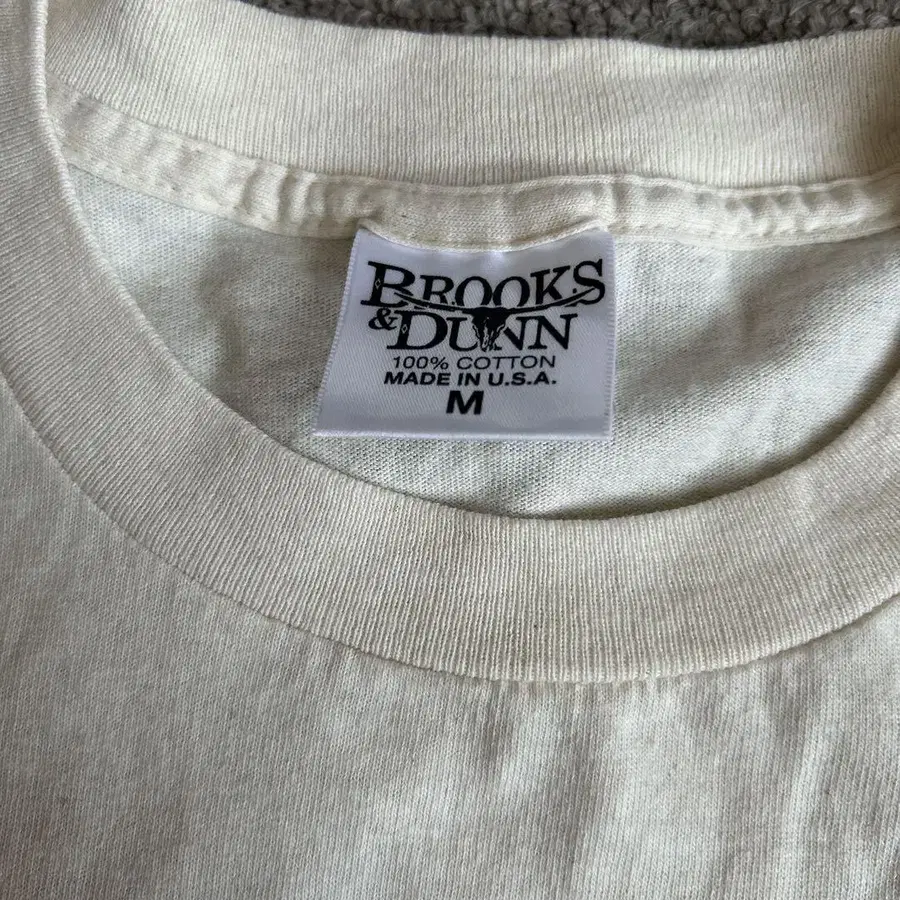 BROOKS
& DUNN
100% COTTON
MADE IN U.S.A.
M